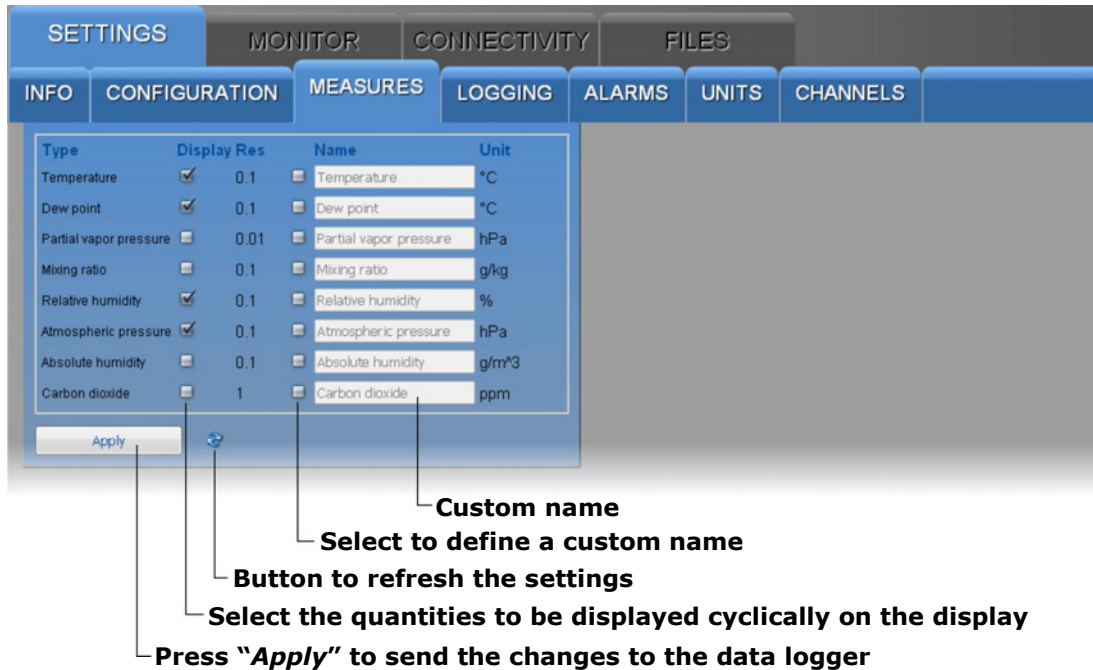 SETTINGS MONITOR CONNECTIVITY FILES
INFO CONFIGURATION MEASURES LOGGING ALARMS UNITS CHANNELS
Type Display Res Name Unit
Temperature 0.1 Temperature °C
Dew point 0.1 Dew point °C
Partial vapor pressure 0.01 Partial vapor pressure hPa
Mixing ratio 0.1 Mixing ratio g/kg
Relative humidity 0.1 Relative humidity %
Atmospheric pressure 0.1 Atmospheric pressure hPa
Absolute humidity 0.1 Absolute humidity g/m^3
Carbon dioxide 1 Carbon dioxide ppm
Apply
Custom name
Select to define a custom name
Button to refresh the settings
Select the quantities to be displayed cyclically on the display
Press “Apply” to send the changes to the data logger